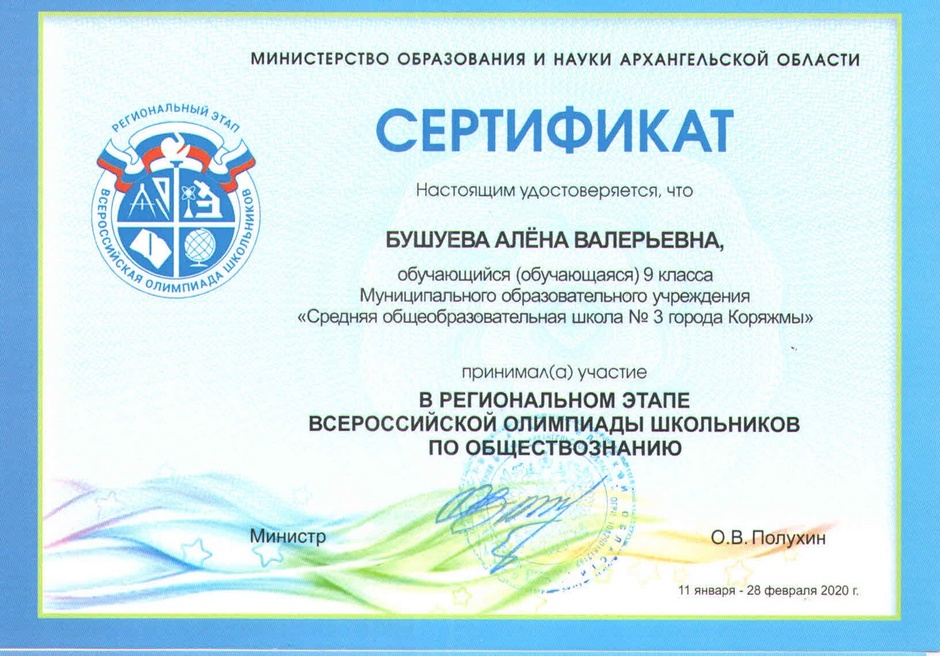 МИНИСТЕРСТВО ОБРАЗОВАНИЯ И НАУКИ АРХАНГЕЛЬСКОЙ ОБЛАСТИ
РЕГИОНАЛЬНЫЙ ЭТАП
ВСЕРОССИЙСКАЯ ОЛИМПИАДА ШКОЛЬНИКОВ
СЕРТИФИКАТ
Настоящим удостоверяется, что
БУШУЕВА АЛЁНА ВАЛЕРЬЕВНА,
обучающийся (обучающаяся) 9 класса
Муниципального образовательного учреждения
«Средняя общеобразовательная школа № 3 города Коряжмы»
принимал(а) участие
В РЕГИОНАЛЬНОМ ЭТАПЕ
ВСЕРОССИЙСКОЙ ОЛИМПИАДЫ ШКОЛЬНИКОВ
ПО ОБЩЕСТВОЗНАНИЮ
Министр
О.В. Полухин
11 января - 28 февраля 2020 г.